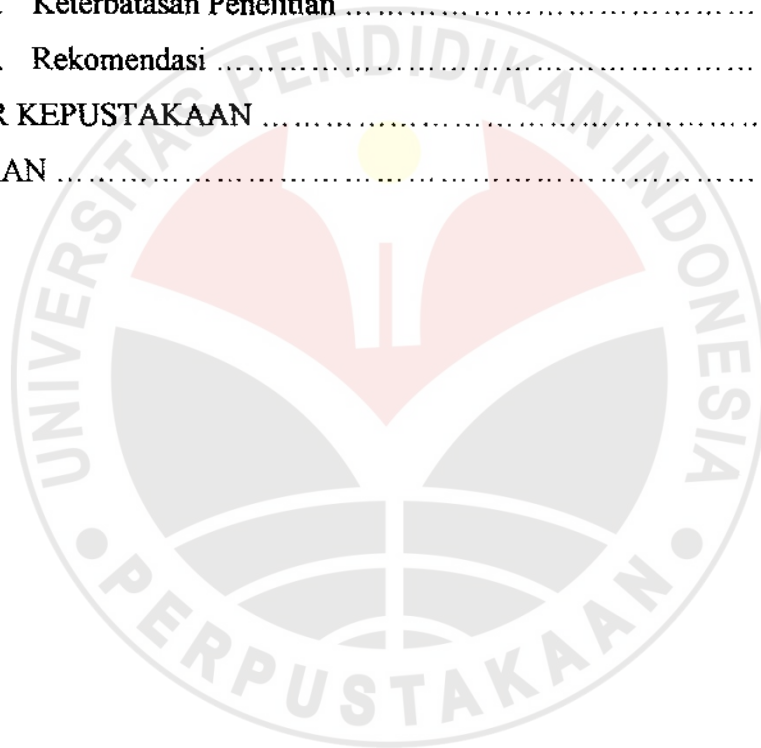 . Keterbatasan Penelitian ................................................
. Rekomendasi ................................................
R KEPUSTAKAAN ................................................
AN ................................................
UNIVERSITAS PENDIDIKAN INDONESIA
PERPUSTAKAAN